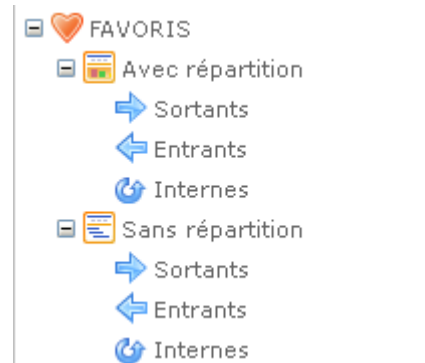 FAVORIS
Avec répartition
Sortants
Entrants
Internes
Sans répartition
Sortants
Entrants
Internes